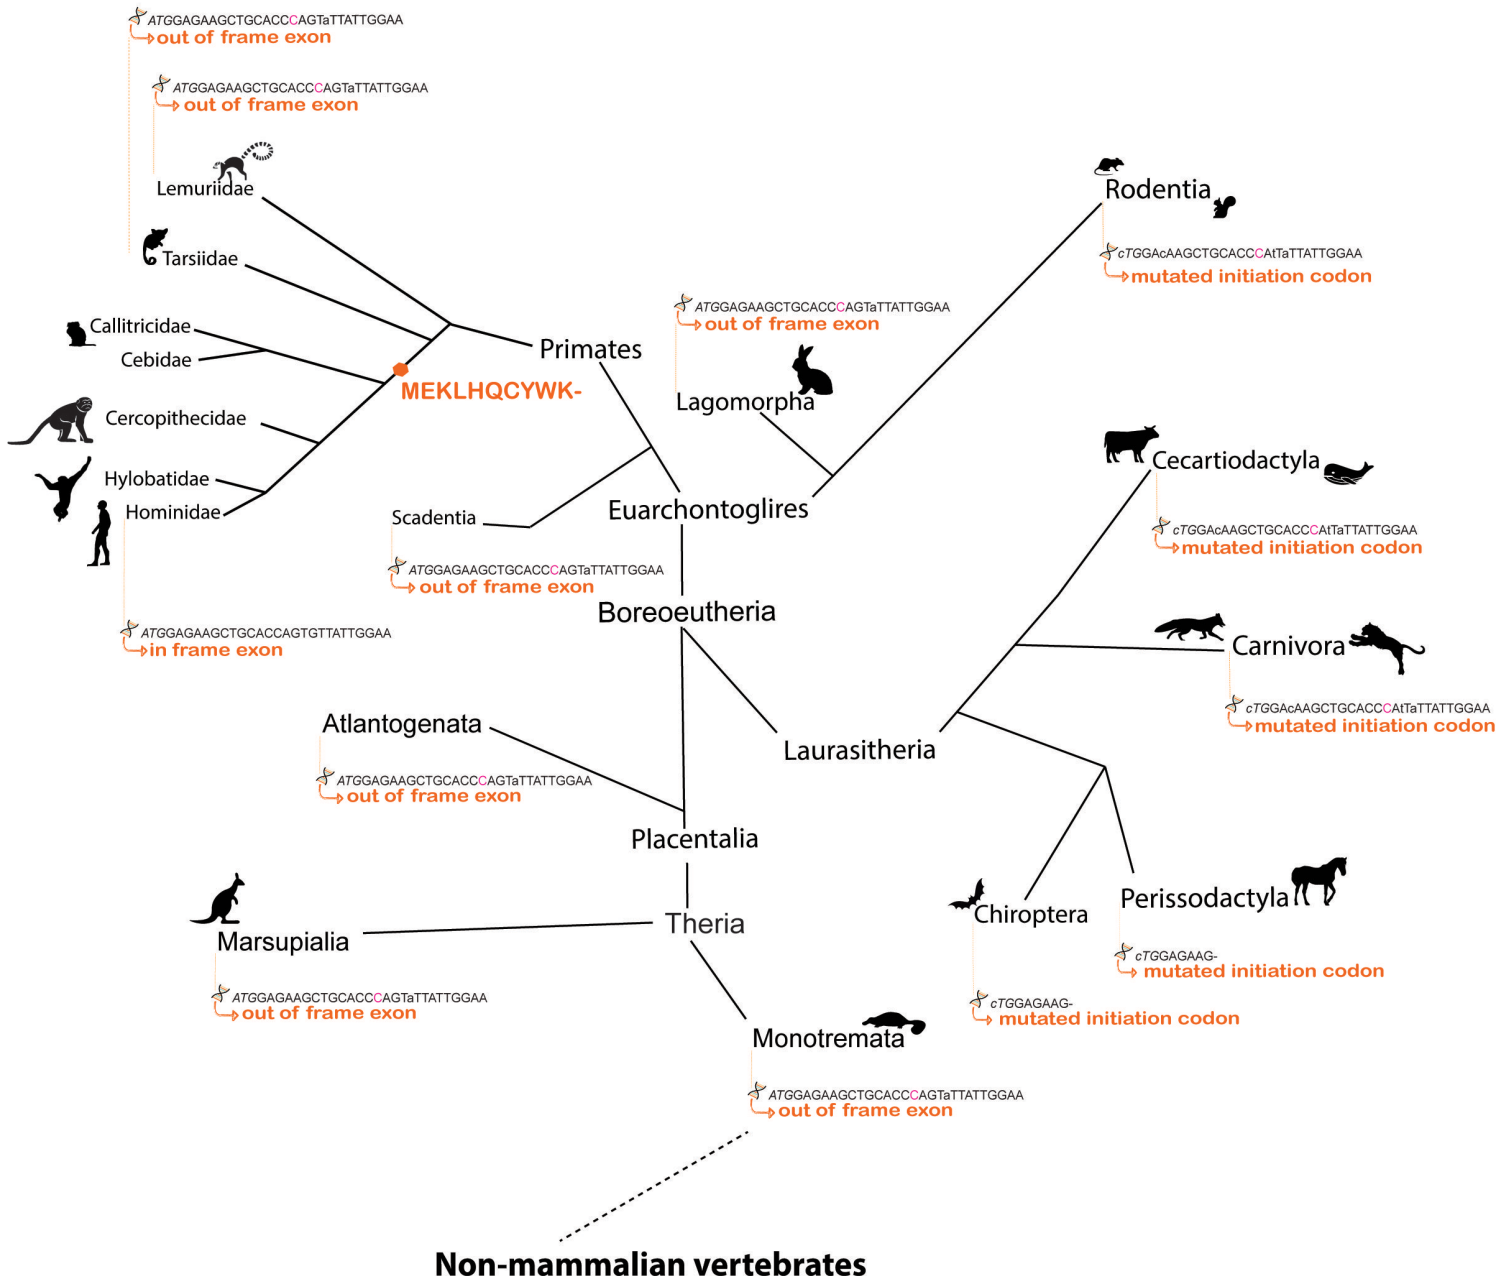 ATGGAGAAGCTGCACCCAGTaTTATTGGAA
out of frame exon
ATGGAGAAGCTGCACCCAGTaTTATTGGAA
out of frame exon
Lemuriidae
Tarsiidae
Callitricidae
Cebidae
Cercopithecidae
Hylobatidae
Hominidae
ATGGAGAAGCTGCACCAGTGTTATTGGAA
in frame exon
MEKLHQCYWK-
Primates
Scadentia
ATGGAGAAGCTGCACCCAGTaTTATTGGAA
out of frame exon
ATGGAGAAGCTGCACCCAGTaTTATTGGAA
out of frame exon
Lagomorpha
Rodentia
cTGGAcAAGCTGCACCCAtTaTTATTGGAA
mutated initiation codon
Euarchontoglires
Boreoeutheria
Cecartiodactyla
cTGGAcAAGCTGCACCCAtTaTTATTGGAA
mutated initiation codon
Carnivora
cTGGAcAAGCTGCACCCAtTaTTATTGGAA
mutated initiation codon
Laurasitheria
Atlantogenata
ATGGAGAAGCTGCACCCAGTaTTATTGGAA
out of frame exon
Placentalia
Perissodactyla
cTGGAGAAG-
mutated initiation codon
Chiroptera
cTGGAGAAG-
mutated initiation codon
Theria
Marsupialia
ATGGAGAAGCTGCACCCAGTaTTATTGGAA
out of frame exon
Monotremata
ATGGAGAAGCTGCACCCAGTaTTATTGGAA
out of frame exon
Non-mammalian vertebrates